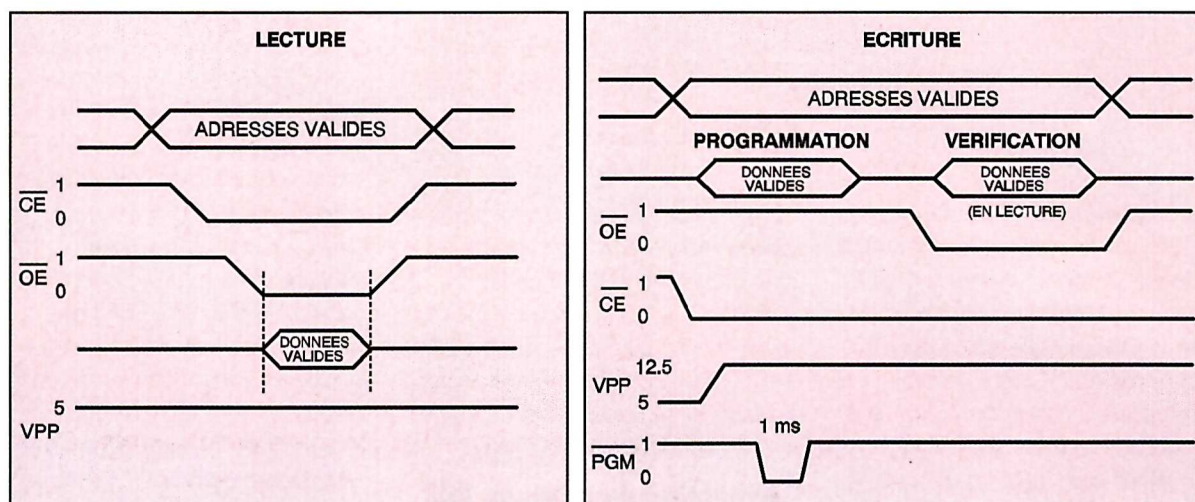 LECTURE
ADRESSES VALIDES
CE
1
0
OE
1
0
DONNEES
VALIDES
5
VPP
ECRITURE
ADRESSES VALIDES
PROGRAMMATION VERIFICATION
DONNEES
VALIDES
DONNEES
VALIDES
(EN LECTURE)
OE
1
0
CE
1
0
12.5
VPP
5
1 ms
PGM
1
0